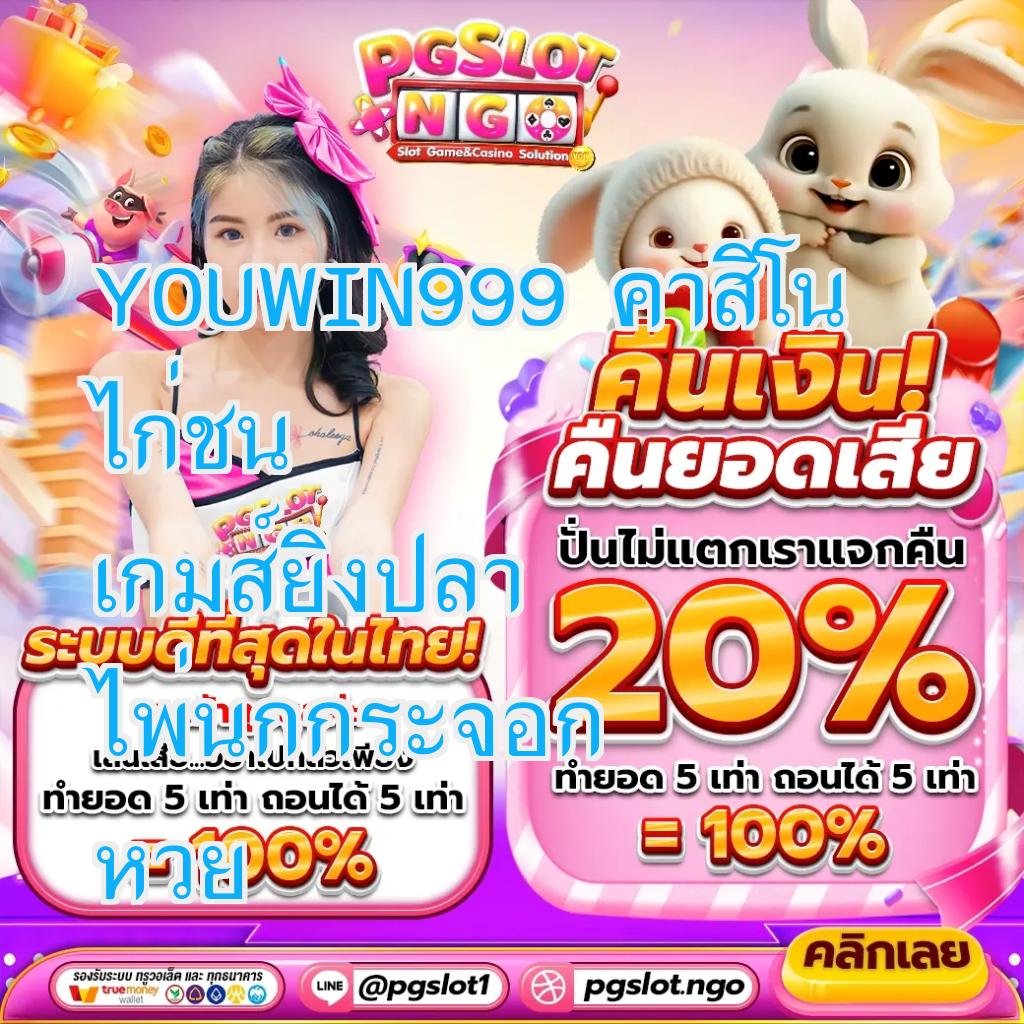 PGSLOT
NGO
Slot Game&Casino Solution
YOUWIN999 คาสิโน
ไก่ชน
เกมส์ยิงปลา
ไพ่นกกระจอก
หวย
คืนเงิน!
คืนยอดเสีย
ปั่นไม่แตกเราแจกคืน
20%
ทำยอด 5 เท่า ถอนได้ 5 เท่า
= 100%
ohaleeya
PGSLOT
ระบบดีที่สุดในไทย!
ทำยอด 5 เท่า ถอนได้ 5 เท่า
100%
คลิกเลย
รองรับระบบ ทรูวอเล็ต และ ทุกธนาคาร
truemoney
wallet
LINE @pgslot1
pgslot.ngo